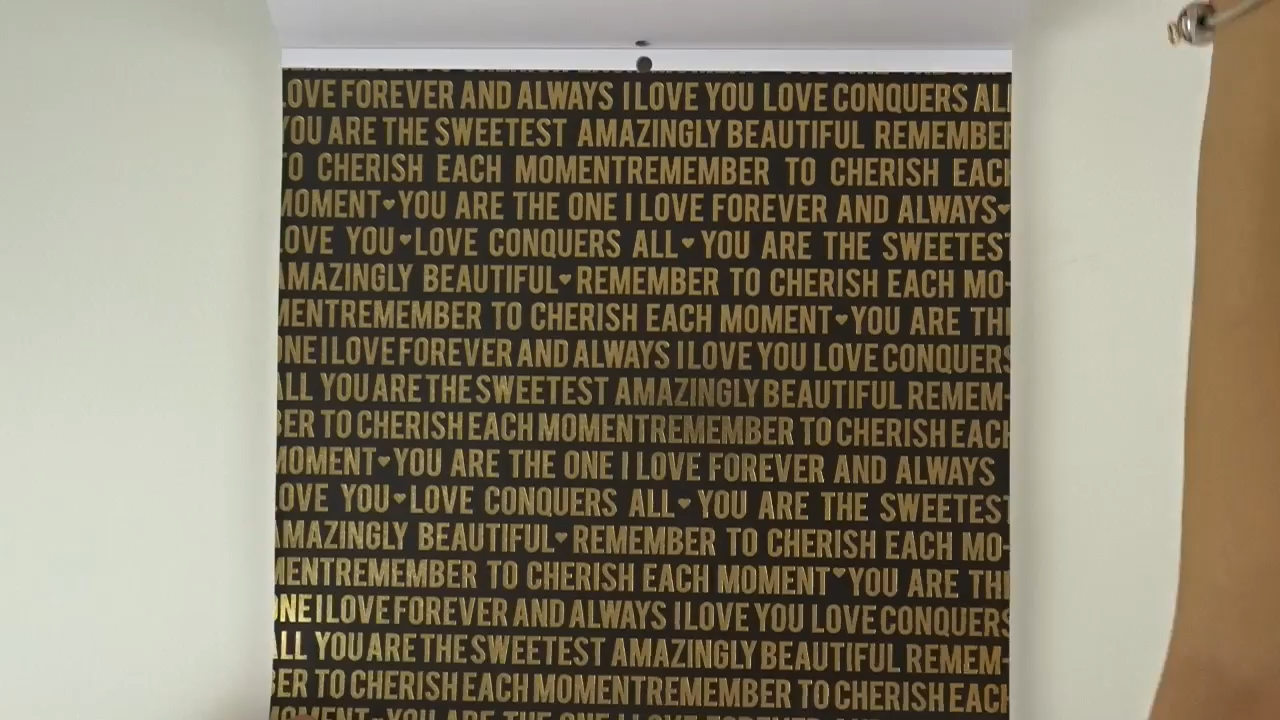 LOVE FOREVER AND ALWAYS I LOVE YOU LOVE CONQUERS ALL
YOU ARE THE SWEETEST AMAZINGLY BEAUTIFUL REMEMBER
TO CHERISH EACH MOMENTREMEMBER TO CHERISH EACH
MOMENT♥YOU ARE THE ONE I LOVE FOREVER AND ALWAYS♥
LOVE YOU♥LOVE CONQUERS ALL♥YOU ARE THE SWEETEST
AMAZINGLY BEAUTIFUL♥REMEMBER TO CHERISH EACH MO-
MENTREMEMBER TO CHERISH EACH MOMENT♥YOU ARE THE
ONE I LOVE FOREVER AND ALWAYS I LOVE YOU LOVE CONQUERS
ALL YOU ARE THE SWEETEST AMAZINGLY BEAUTIFUL REMEM-
BER TO CHERISH EACH MOMENTREMEMBER TO CHERISH EACH
MOMENT♥YOU ARE THE ONE I LOVE FOREVER AND ALWAYS
LOVE YOU♥LOVE CONQUERS ALL♥YOU ARE THE SWEETEST
AMAZINGLY BEAUTIFUL♥REMEMBER TO CHERISH EACH MO-
MENTREMEMBER TO CHERISH EACH MOMENT♥YOU ARE THE
ONE I LOVE FOREVER AND ALWAYS I LOVE YOU LOVE CONQUERS
ALL YOU ARE THE SWEETEST AMAZINGLY BEAUTIFUL REMEM-
BER TO CHERISH EACH MOMENTREMEMBER TO CHERISH EACH